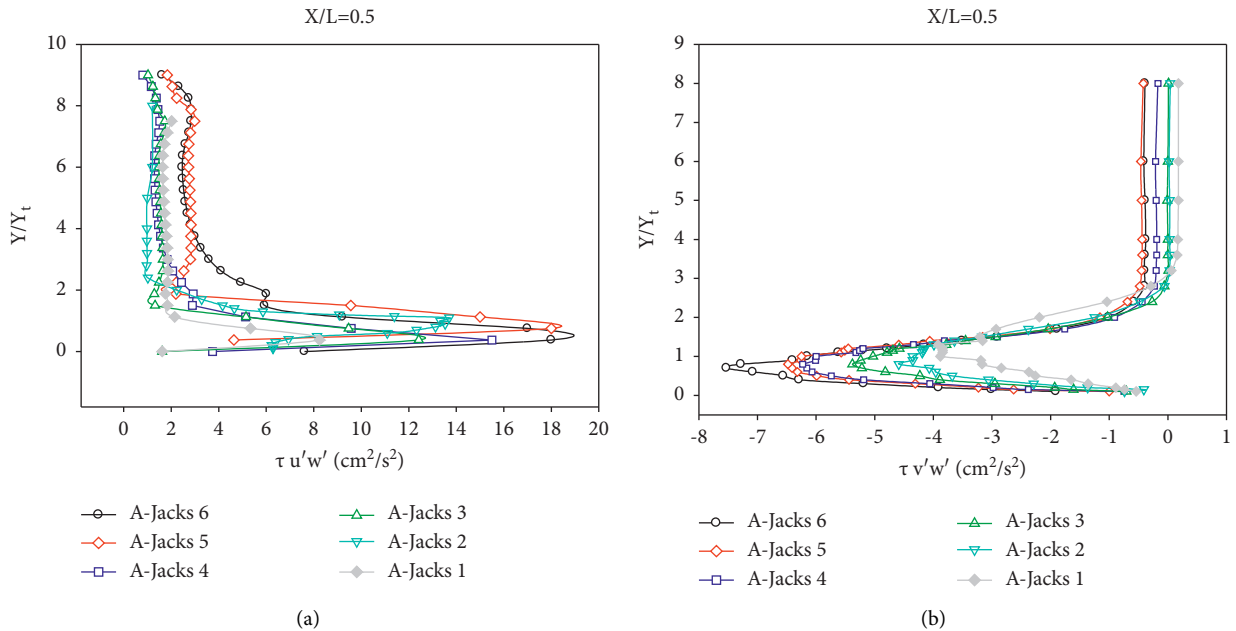 X/L=0.5
10
8
6
4
2
0
Y/Yt
0 2 4 6 8 10 12 14 16 18 20
τ u′w′ (cm²/s²)
A-Jacks 6 A-Jacks 3
A-Jacks 5 A-Jacks 2
A-Jacks 4 A-Jacks 1
(a)
X/L=0.5
9
8
7
6
5
4
3
2
1
0
Y/Yt
-8 -7 -6 -5 -4 -3 -2 -1 0 1
τ v′w′ (cm²/s²)
A-Jacks 6 A-Jacks 3
A-Jacks 5 A-Jacks 2
A-Jacks 4 A-Jacks 1
(b)